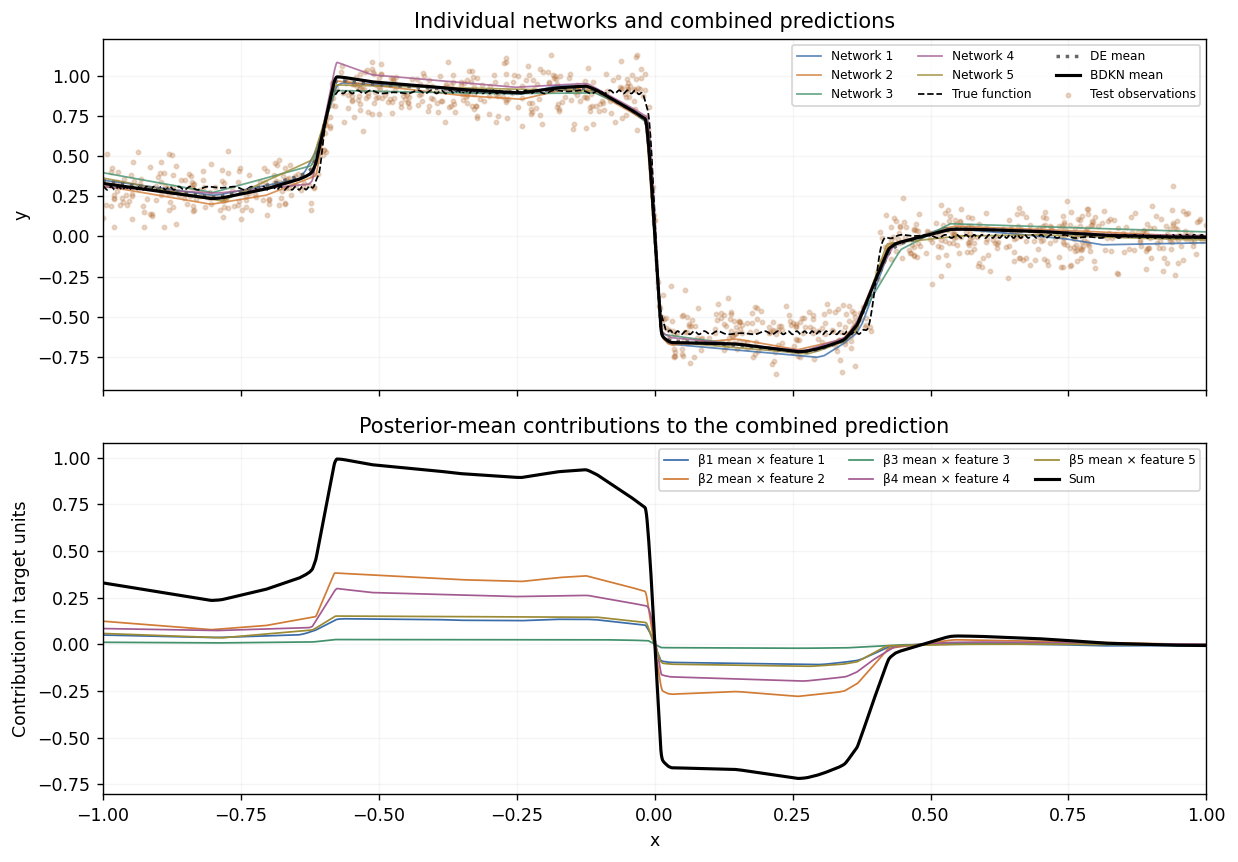 Individual networks and combined predictions
1.00
0.75
0.50
0.25
0.00
−0.25
−0.50
−0.75
y
Network 1
Network 2
Network 3
Network 4
Network 5
True function
DE mean
BDKN mean
Test observations
Posterior-mean contributions to the combined prediction
1.00
0.75
0.50
0.25
0.00
−0.25
−0.50
−0.75
Contribution in target units
β1 mean × feature 1
β2 mean × feature 2
β3 mean × feature 3
β4 mean × feature 4
β5 mean × feature 5
Sum
−1.00
−0.75
−0.50
−0.25
0.00
0.25
0.50
0.75
1.00
x